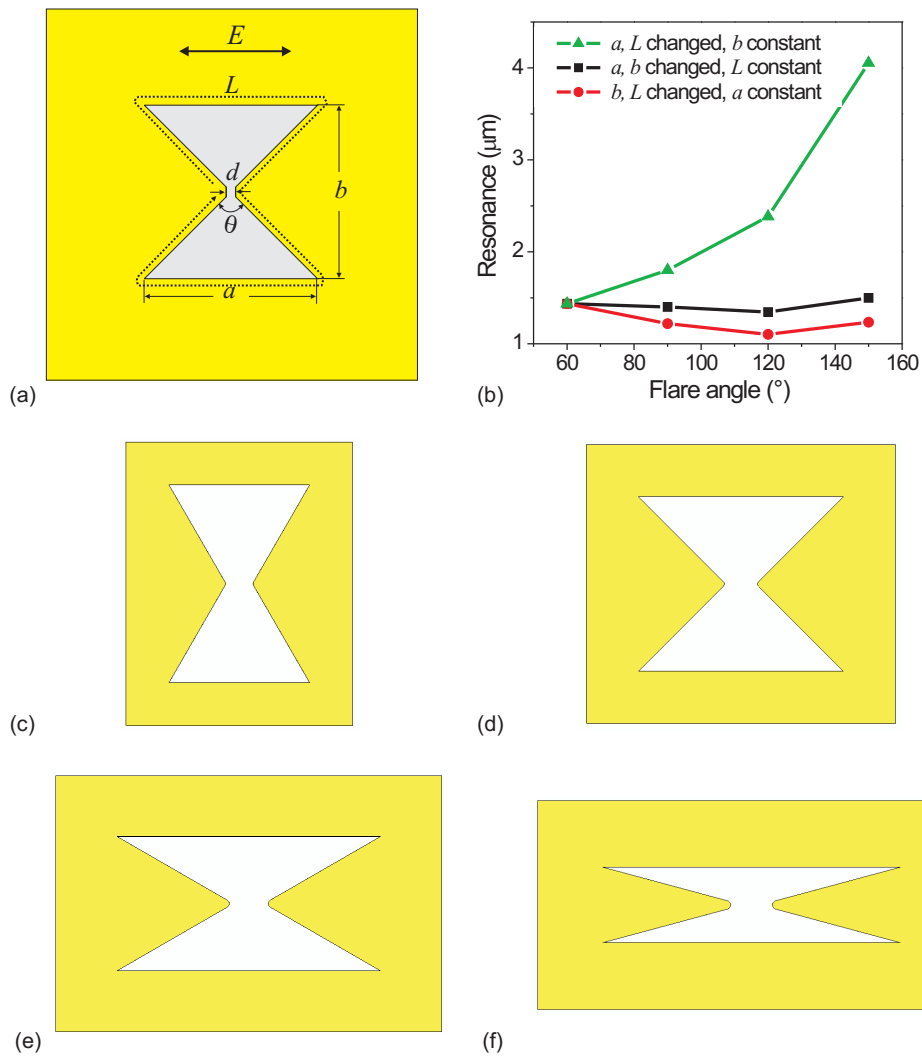 E
L
d
θ
b
a
(a)
a, L changed, b constant
a, b changed, L constant
b, L changed, a constant
4
3
2
1
Resonance (μm)
60 80 100 120 140 160
Flare angle (°)
(b)
(c)
(d)
(e)
(f)